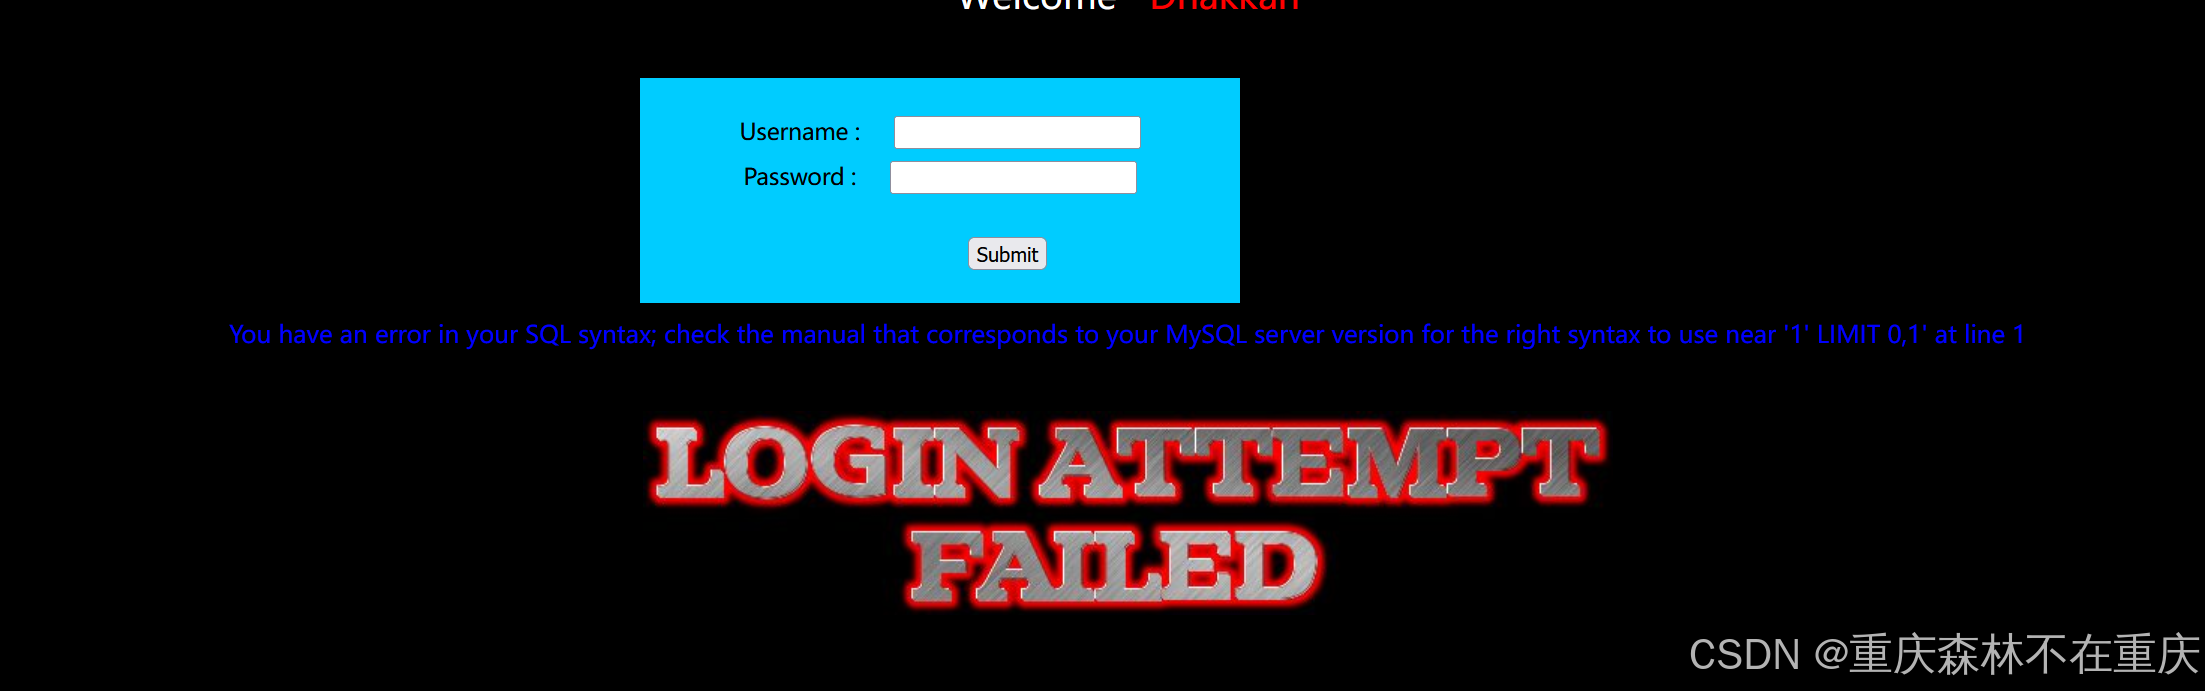 Welcome Dhakkan
Username :
Password :
Submit
You have an error in your SQL syntax; check the manual that corresponds to your MySQL server version for the right syntax to use near '1' LIMIT 0,1' at line 1
LOGIN ATTEMPT
FAILED
CSDN @重庆森林不在重庆